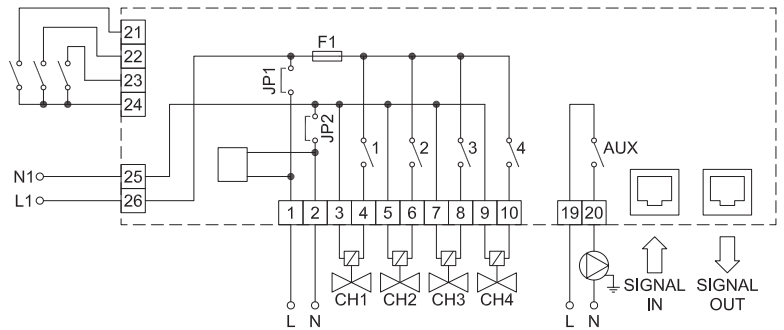 21
22
23
24
N1
25
L1
26
JP1
F1
JP2
1
2
3
4
AUX
1 2 3 4 5 6 7 8 9 10
19 20
CH1 CH2 CH3 CH4
SIGNAL IN
SIGNAL OUT
L N
L N